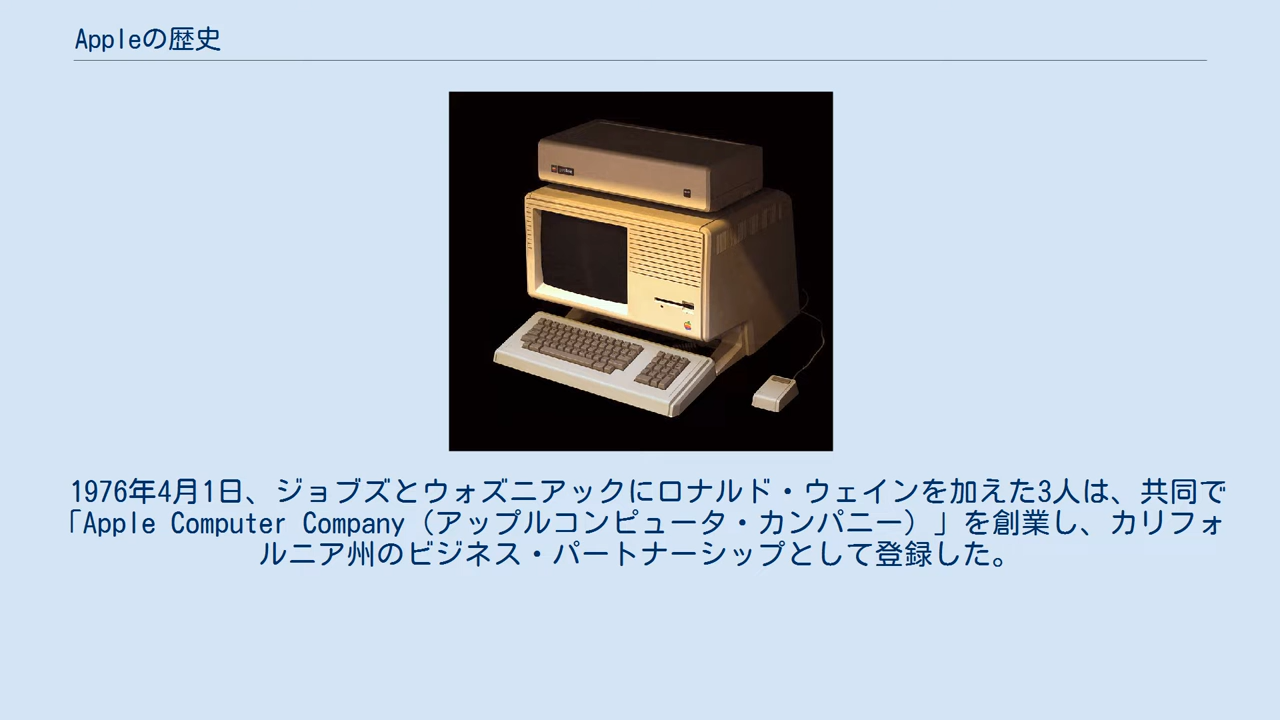 Appleの歴史
1976年4月1日、ジョブズとウォズニアックにロナルド・ウェインを加えた3人は、共同で
「Apple Computer Company（アップルコンピュータ・カンパニー）」を創業し、カリフォ
ルニア州のビジネス・パートナーシップとして登録した。